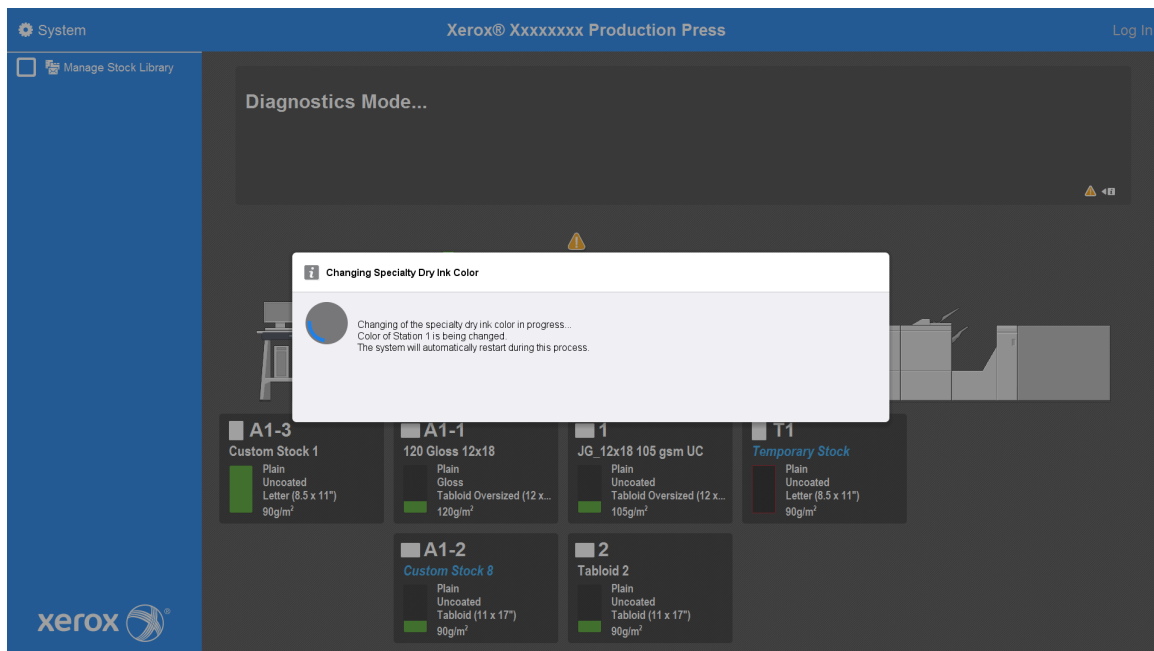 System
Xerox® Xxxxxxxx Production Press
Log In
Manage Stock Library
Diagnostics Mode...
Changing Specialty Dry Ink Color
Changing of the specialty dry ink color in progress...
Color of Station 1 is being changed.
The system will automatically restart during this process.
A1-3
Custom Stock 1
Plain
Uncoated
Letter (8.5 x 11")
90g/m²
A1-1
120 Gloss 12x18
Plain
Gloss
Tabloid Oversized (12 x...
120g/m²
1
JG_12x18 105 gsm UC
Plain
Uncoated
Tabloid Oversized (12 x...
105g/m²
T1
Temporary Stock
Plain
Uncoated
Letter (8.5 x 11")
90g/m²
A1-2
Custom Stock 8
Plain
Uncoated
Tabloid (11 x 17")
90g/m²
2
Tabloid 2
Plain
Uncoated
Tabloid (11 x 17")
90g/m²
xerox®